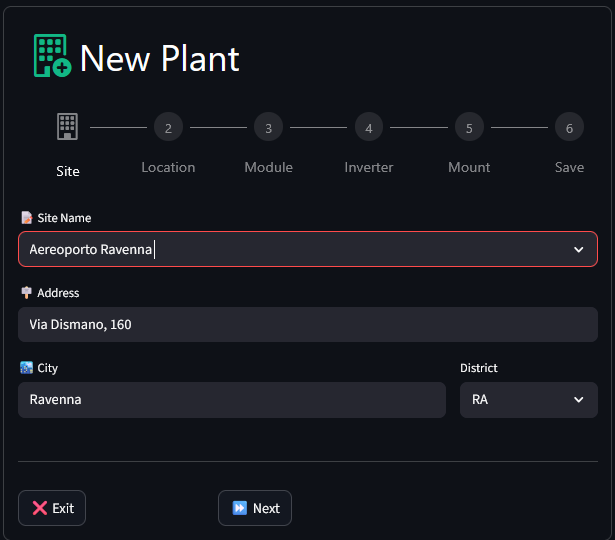 New Plant
2 3 4 5 6
Site Location Module Inverter Mount Save
Site Name
Aereoporto Ravenna
Address
Via Dismano, 160
City District
Ravenna RA
Exit Next